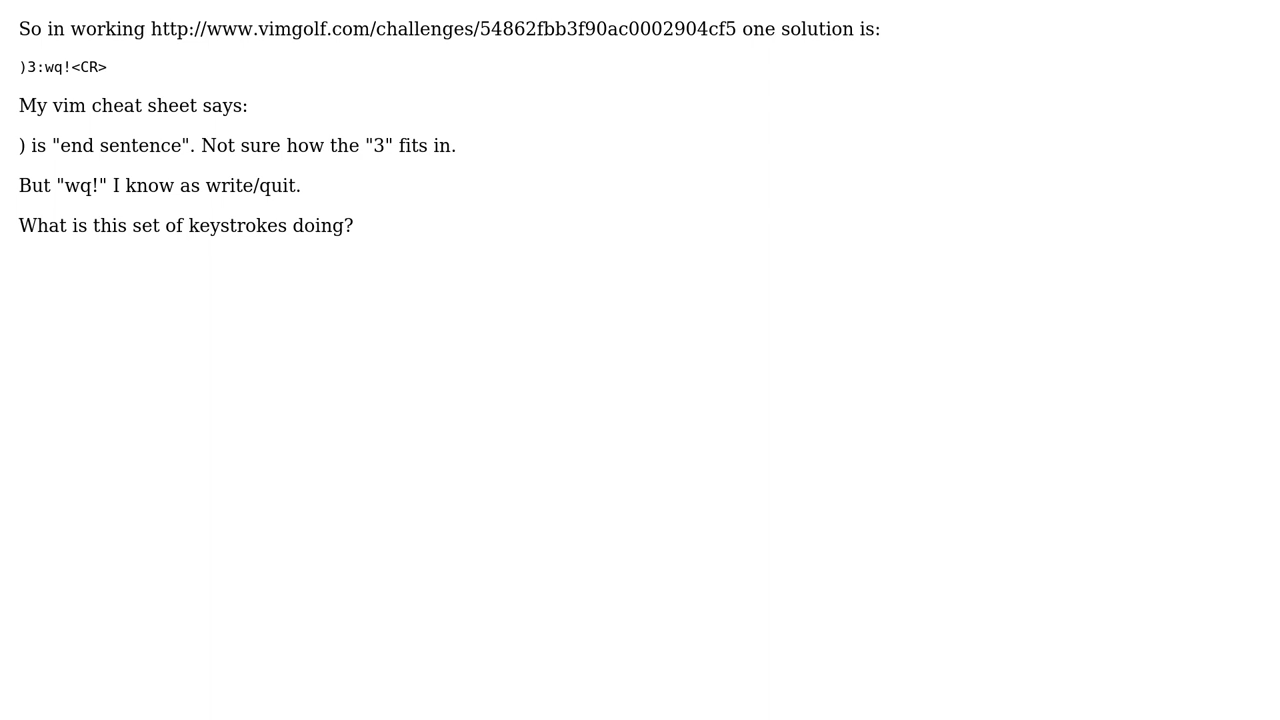 So in working http://www.vimgolf.com/challenges/54862fbb3f90ac0002904cf5 one solution is:
)3:wq!<CR>
My vim cheat sheet says:
) is "end sentence". Not sure how the "3" fits in.
But "wq!" I know as write/quit.
What is this set of keystrokes doing?